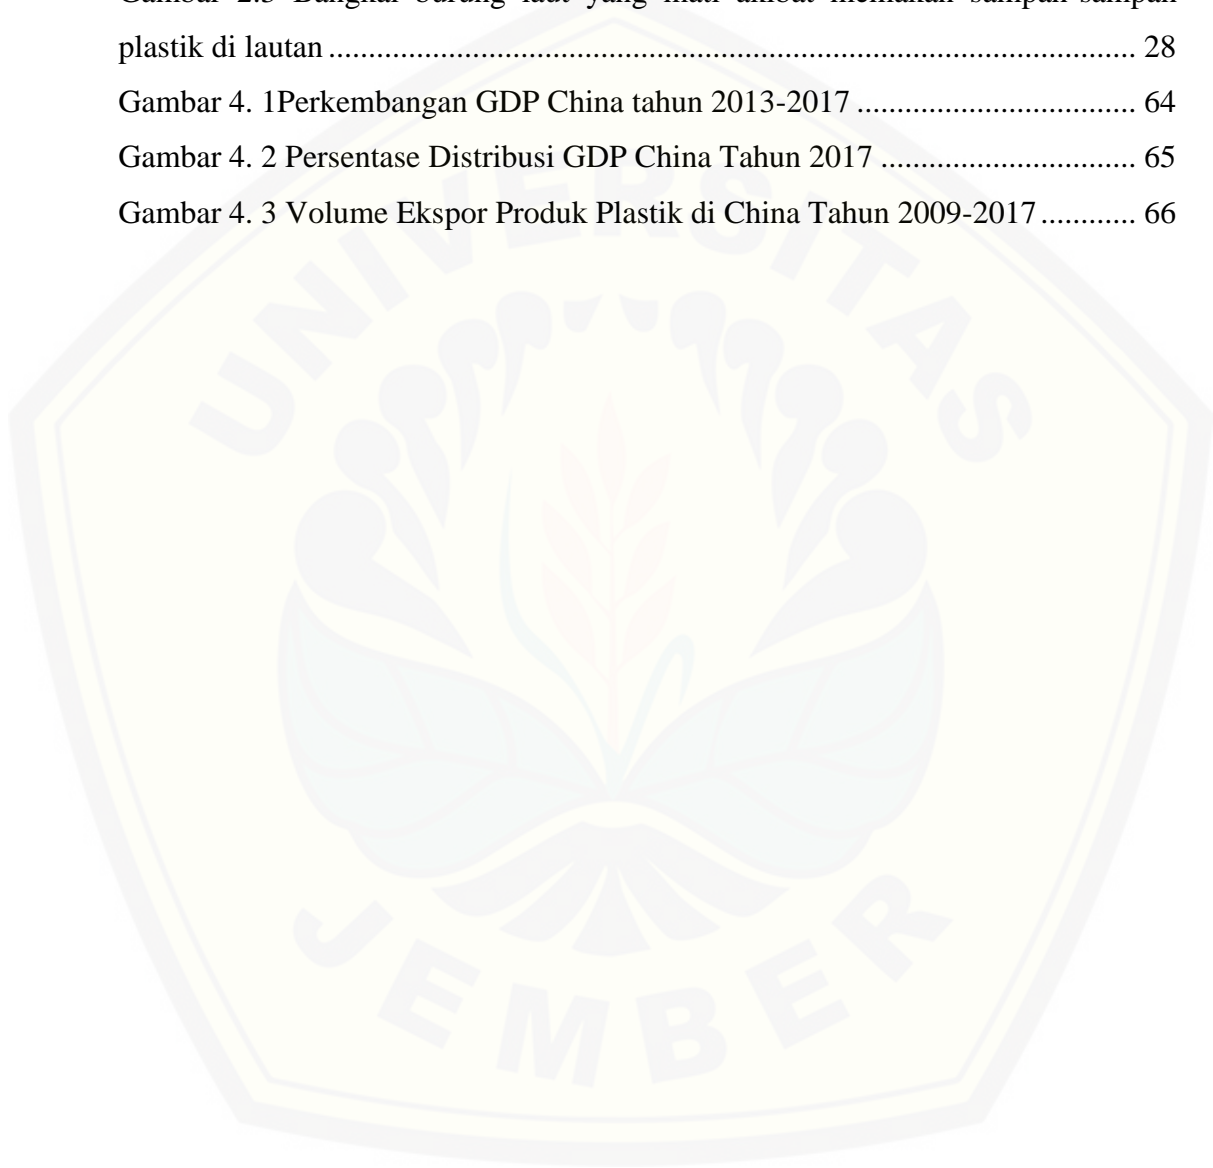 plastik di lautan ..................................................................................................... 28
Gambar 4. 1Perkembangan GDP China tahun 2013-2017 ................................... 64
Gambar 4. 2 Persentase Distribusi GDP China Tahun 2017 ................................ 65
Gambar 4. 3 Volume Ekspor Produk Plastik di China Tahun 2009-2017 ............ 66
UNIVERSITAS
JEMBER